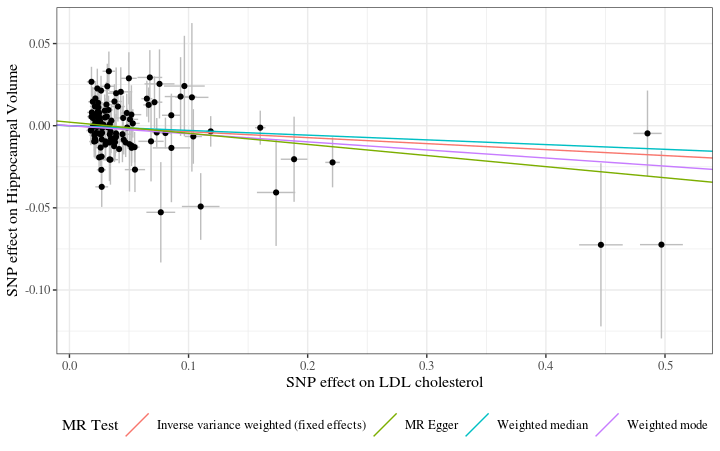 SNP effect on Hippocampal Volume
0.05
0.00
-0.05
-0.10
0.0 0.1 0.2 0.3 0.4 0.5
SNP effect on LDL cholesterol
MR Test Inverse variance weighted (fixed effects) MR Egger Weighted median Weighted mode